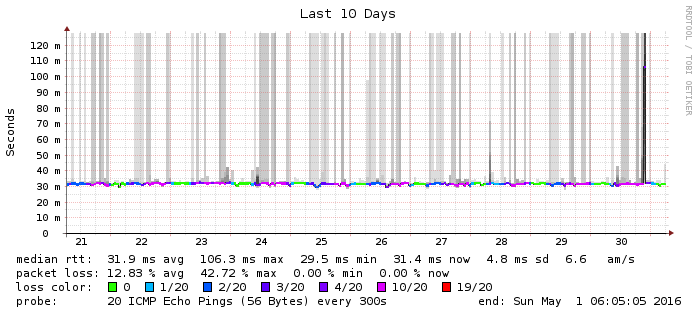 Last 10 Days
RRDTOOL / TOBI OETIKER
Seconds
120 m
110 m
100 m
90 m
80 m
70 m
60 m
50 m
40 m
30 m
20 m
10 m
0
21 22 23 24 25 26 27 28 29 30
median rtt: 31.9 ms avg 106.3 ms max 29.5 ms min 31.4 ms now 4.8 ms sd 6.6 am/s
packet loss: 12.83 % avg 42.72 % max 0.00 % min 0.00 % now
loss color: 0 1/20 2/20 3/20 4/20 10/20 19/20
probe: 20 ICMP Echo Pings (56 Bytes) every 300s end: Sun May 1 06:05:05 2016